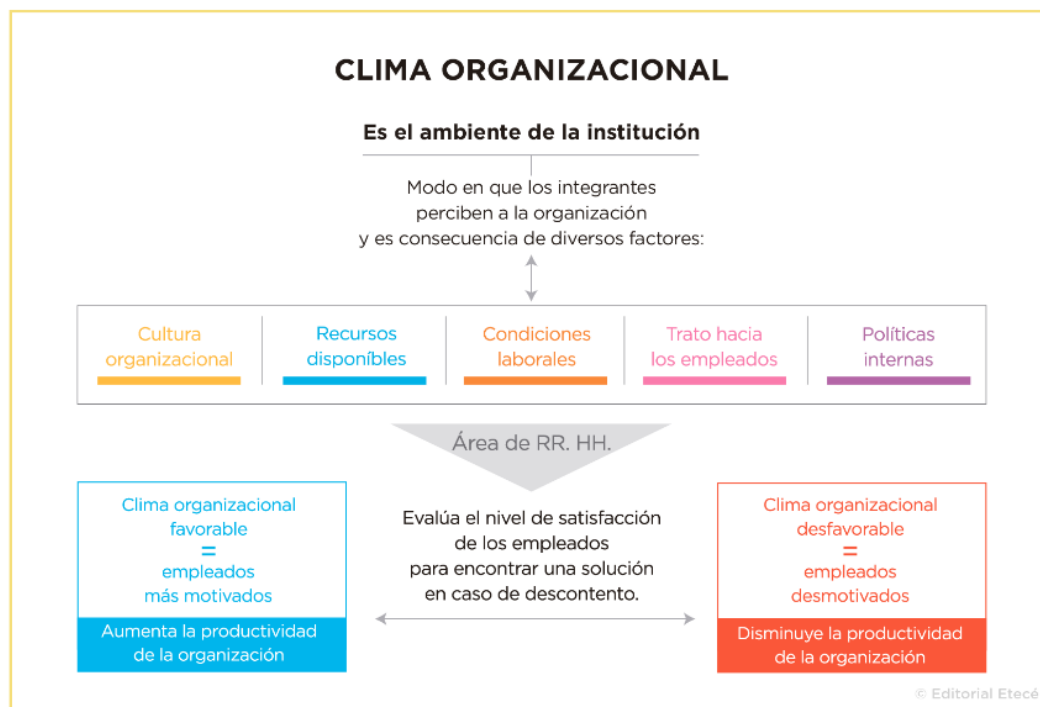 CLIMA ORGANIZACIONAL
Es el ambiente de la institución
Modo en que los integrantes
perciben a la organización
y es consecuencia de diversos factores:
Cultura
organizacional
Recursos
disponíbles
Condiciones
laborales
Trato hacia
los empleados
Políticas
internas
Área de RR. HH.
Clima organizacional
favorable
=
empleados
más motivados
Aumenta la productividad
de la organización
Evalúa el nivel de satisfacción
de los empleados
para encontrar una solución
en caso de descontento.
Clima organizacional
desfavorable
=
empleados
desmotivados
Disminuye la productividad
de la organización
© Editorial Etecé